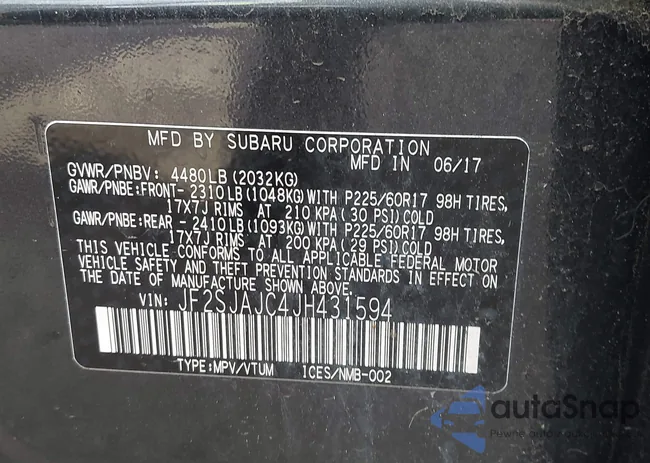 MFD BY SUBARU CORPORATION
MFD IN 06/17
GVWR/PNBV: 4480LB (2032KG)
GAWR/PNBE:FRONT- 2310LB (1048KG)WITH P225/60R17 98H TIRES,
17X7J RIMS AT 210 KPA( 30 PSI)COLD
GAWR/PNBE:REAR - 2410LB (1093KG)WITH P225/60R17 98H TIRES,
17X7J RIMS AT 200 KPA( 29 PSI)COLD
THIS VEHICLE CONFORMS TO ALL APPLICABLE FEDERAL MOTOR
VEHICLE SAFETY AND THEFT PREVENTION STANDARDS IN EFFECT ON
THE DATE OF MANUFACTURE SHOWN ABOVE.
VIN: JF2SJAJC4JH431594
TYPE:MPV/VTUM ICES/NMB-002
autaSnap
Pewne auta